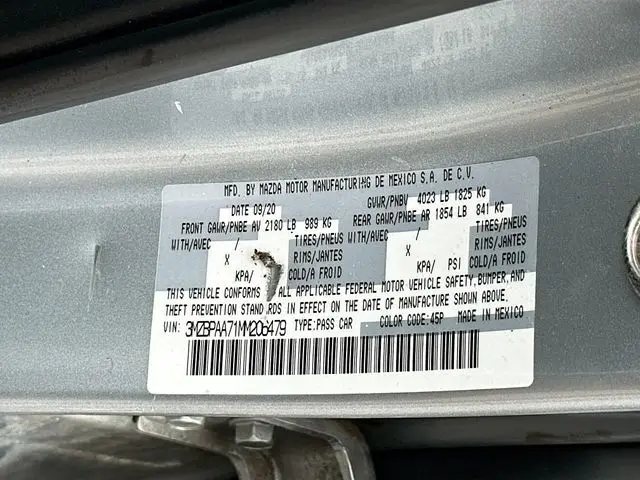 MFD. BY MAZDA MOTOR MANUFACTURING DE MEXICO S.A. DE C.V.
DATE 09/20 GVWR/PNBV 4023 LB 1825 KG
FRONT GAWR/PNBE AV 2180 LB 989 KG REAR GAWR/PNBE AR 1854 LB 841 KG
WITH/AVEC / TIRES/PNEUS WITH/AVEC / TIRES/PNEUS
X RIMS/JANTES X RIMS/JANTES
KPA/ COLD/A FROID KPA/ PSI COLD/A FROID
THIS VEHICLE CONFORMS ALL APPLICABLE FEDERAL MOTOR VEHICLE SAFETY, BUMPER, AND
THEFT PREVENTION STAND RDS IN EFFECT ON THE DATE OF MANUFACTURE SHOWN ABOVE.
VIN: 3MZBPAA71MM206479 TYPE: PASS CAR COLOR CODE: 45P MADE IN MEXICO